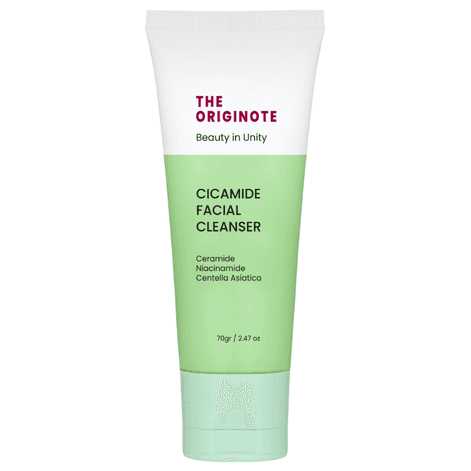 THE
ORIGINOTE
Beauty in Unity
CICAMIDE
FACIAL
CLEANSER
Ceramide
Niacinamide
Centella Asiatica
70gr / 2.47 oz